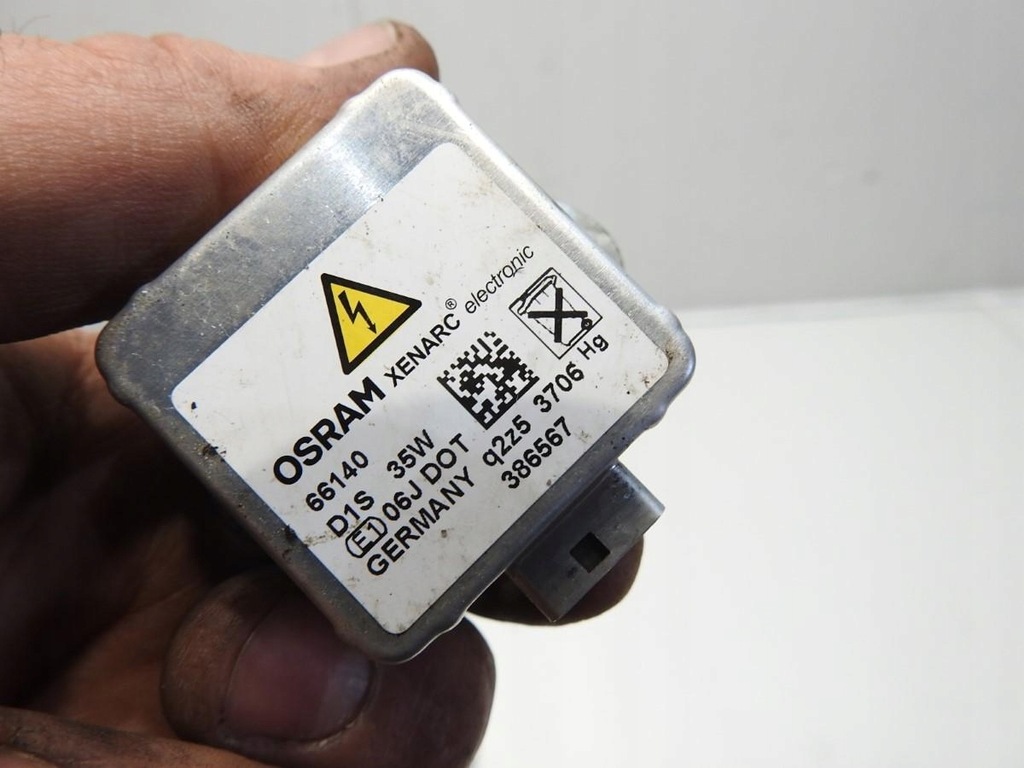 OSRAM XENARC® electronic
66140
D1S 35W
E1 06J DOT q2z5 3706 Hg
GERMANY 386567